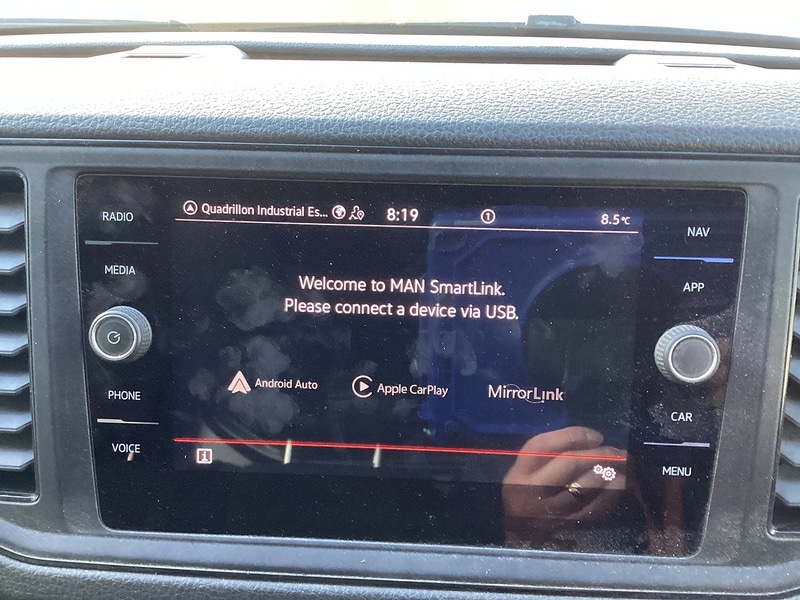 RADIO
MEDIA
PHONE
VOICE
Quadrillon Industrial Es... 8:19 1 8.5°C
Welcome to MAN SmartLink.
Please connect a device via USB.
Android Auto Apple CarPlay MirrorLink
i
NAV
APP
CAR
MENU